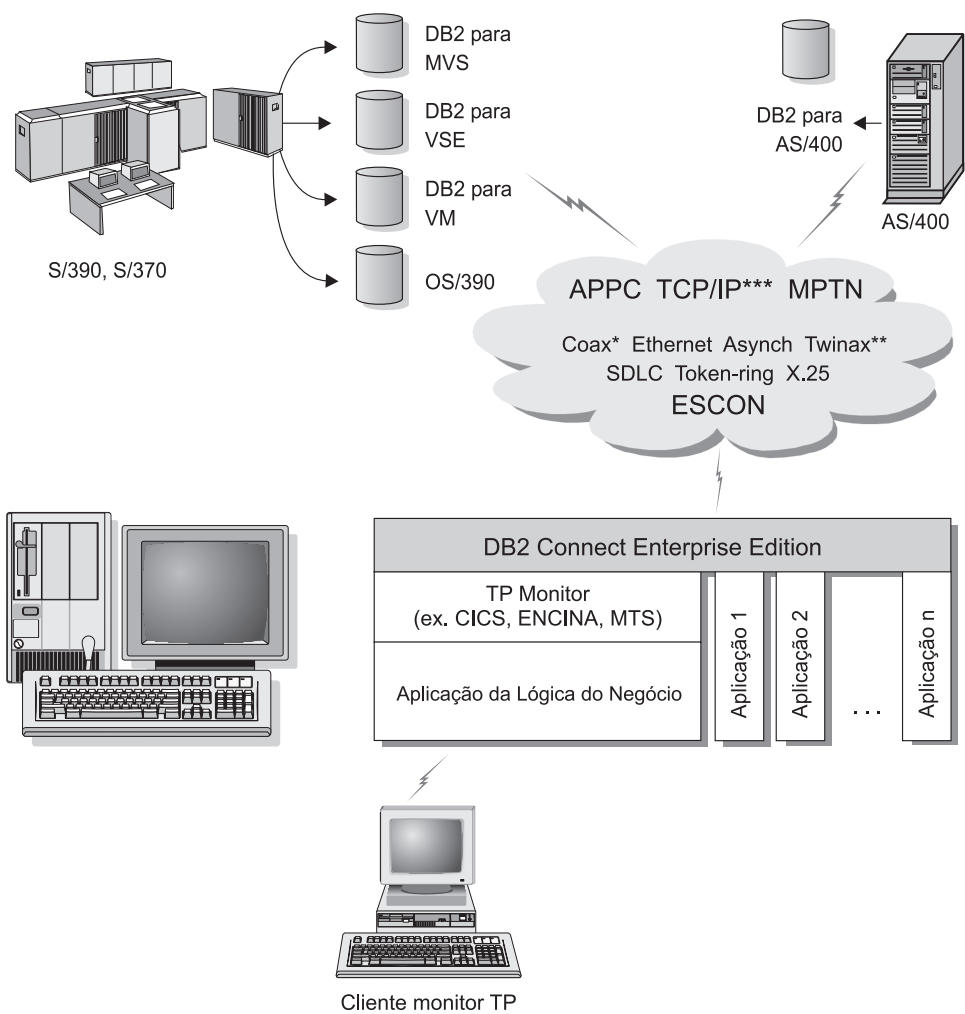 DB2 para
MVS
DB2 para
VSE
DB2 para
VM
OS/390
S/390, S/370
DB2 para
AS/400
AS/400
APPC TCP/IP*** MPTN
Coax* Ethernet Asynch Twinax**
SDLC Token-ring X.25
ESCON
DB2 Connect Enterprise Edition
TP Monitor
(ex. CICS, ENCINA, MTS)
Aplicação da Lógica do Negócio
Aplicação 1
Aplicação 2
. . .
Aplicação n
Cliente monitor TP